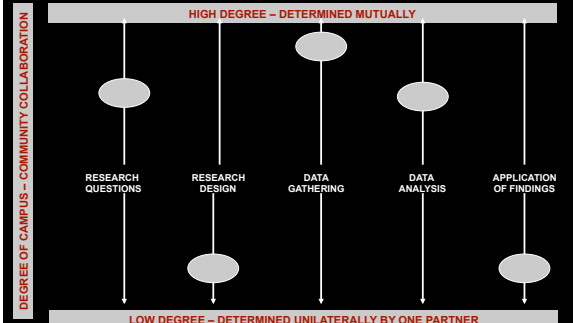 HIGH DEGREE – DETERMINED MUTUALLY
DEGREE OF CAMPUS – COMMUNITY COLLABORATION
RESEARCH
QUESTIONS
RESEARCH
DESIGN
DATA
GATHERING
DATA
ANALYSIS
APPLICATION
OF FINDINGS
LOW DEGREE – DETERMINED UNILATERALLY BY ONE PARTNER